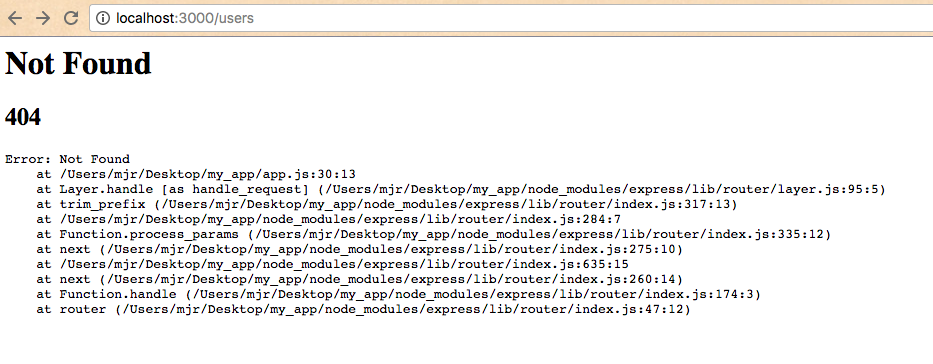 localhost:3000/users
Not Found
404
Error: Not Found
    at /Users/mjr/Desktop/my_app/app.js:30:13
    at Layer.handle [as handle_request] (/Users/mjr/Desktop/my_app/node_modules/express/lib/router/layer.js:95:5)
    at trim_prefix (/Users/mjr/Desktop/my_app/node_modules/express/lib/router/index.js:317:13)
    at /Users/mjr/Desktop/my_app/node_modules/express/lib/router/index.js:284:7
    at Function.process_params (/Users/mjr/Desktop/my_app/node_modules/express/lib/router/index.js:335:12)
    at next (/Users/mjr/Desktop/my_app/node_modules/express/lib/router/index.js:275:10)
    at /Users/mjr/Desktop/my_app/node_modules/express/lib/router/index.js:635:15
    at next (/Users/mjr/Desktop/my_app/node_modules/express/lib/router/index.js:260:14)
    at Function.handle (/Users/mjr/Desktop/my_app/node_modules/express/lib/router/index.js:174:3)
    at router (/Users/mjr/Desktop/my_app/node_modules/express/lib/router/index.js:47:12)